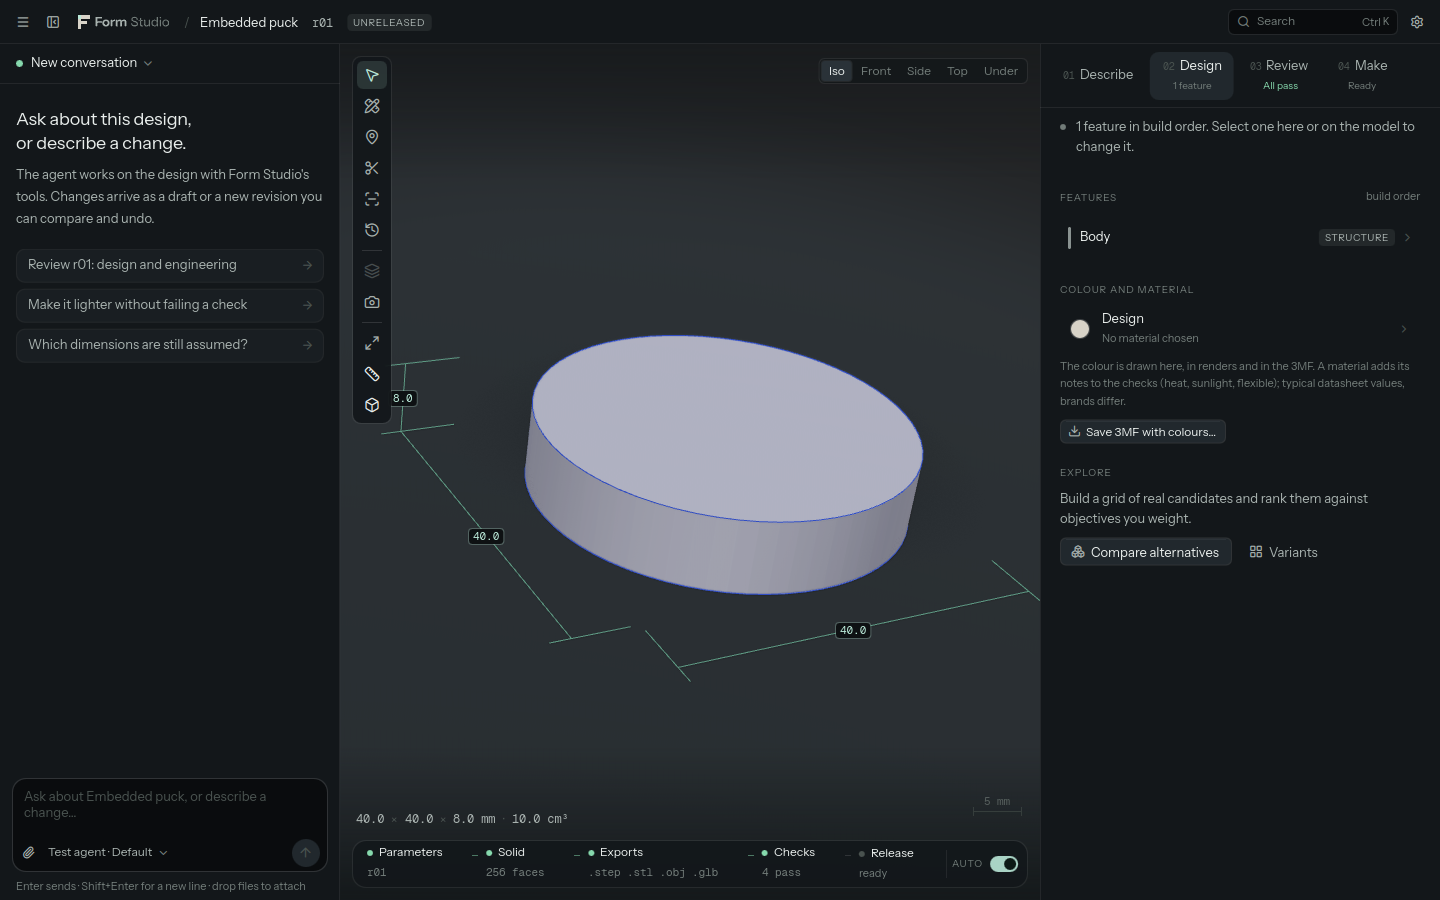 Form Studio / Embedded puck r01 UNRELEASED
Search Ctrl K
New conversation
Ask about this design,
or describe a change.
The agent works on the design with Form Studio's
tools. Changes arrive as a draft or a new revision you
can compare and undo.
Review r01: design and engineering
Make it lighter without failing a check
Which dimensions are still assumed?
Ask about Embedded puck, or describe a
change…
Test agent · Default
Enter sends · Shift+Enter for a new line · drop files to attach
Iso Front Side Top Under
8.0
40.0
40.0
5 mm
40.0 × 40.0 × 8.0 mm · 10.0 cm³
Parameters
r01
Solid
256 faces
Exports
.step .stl .obj .glb
Checks
4 pass
Release
ready
AUTO
01 Describe
02 Design
1 feature
03 Review
All pass
04 Make
Ready
1 feature in build order. Select one here or on the model to
change it.
FEATURES build order
Body STRUCTURE
COLOUR AND MATERIAL
Design
No material chosen
The colour is drawn here, in renders and in the 3MF. A material adds its
notes to the checks (heat, sunlight, flexible); typical datasheet values,
brands differ.
Save 3MF with colours…
EXPLORE
Build a grid of real candidates and rank them against
objectives you weight.
Compare alternatives Variants